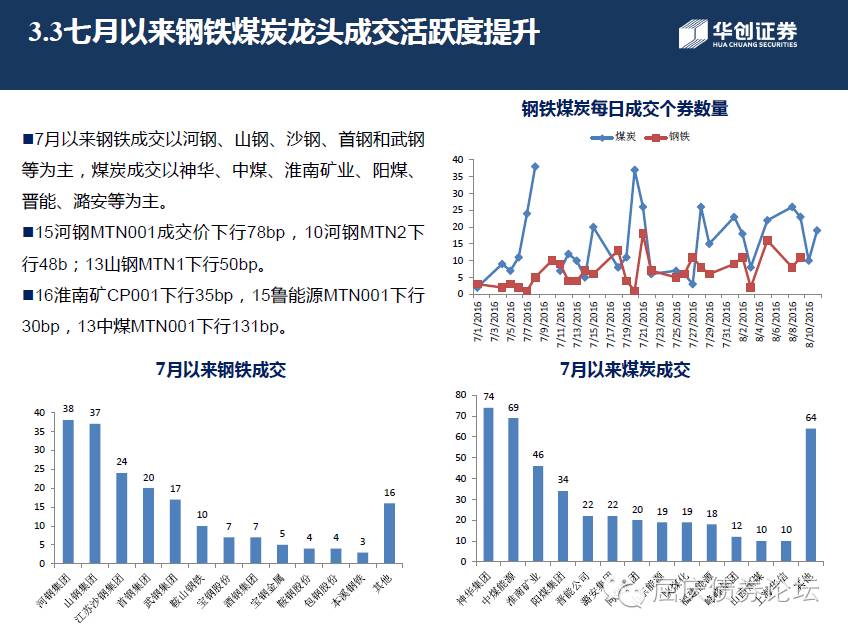 3.3七月以来钢铁煤炭龙头成交活跃度提升
华创证券
HUA CHUANG SECURITIES
■7月以来钢铁成交以河钢、山钢、沙钢、首钢和武钢
等为主，煤炭成交以神华、中煤、淮南矿业、阳煤、
晋能、潞安等为主。
■15河钢MTN001成交价下行78bp，10河钢MTN2下
行48b；13山钢MTN1下行50bp。
■16淮南矿CP001下行35bp，15鲁能源MTN001下行
30bp，13中煤MTN001下行131bp。
钢铁煤炭每日成交个券数量
煤炭 钢铁
40
35
30
25
20
15
10
5
0
7/1/2016 7/3/2016 7/5/2016 7/7/2016 7/9/2016 7/11/2016 7/13/2016 7/15/2016 7/17/2016 7/19/2016 7/21/2016 7/23/2016 7/25/2016 7/27/2016 7/29/2016 7/31/2016 8/2/2016 8/4/2016 8/6/2016 8/8/2016 8/10/2016
7月以来钢铁成交
40
35
30
25
20
15
10
5
0
38 37 24 20 17 10 7 7 5 4 4 3 16
河钢集团 山钢集团 江苏沙钢集团 首钢集团 武钢集团 鞍山钢铁 宝钢股份 酒钢集团 宝钢金属 鞍钢股份 包钢股份 本溪钢铁 其他
7月以来煤炭成交
80
70
60
50
40
30
20
10
0
74 69 46 34 22 22 20 19 19 18 12 10 10 64
神华集团 中煤能源 淮南矿业 阳煤集团 晋能公司 潞安集团
屈庆债券论坛